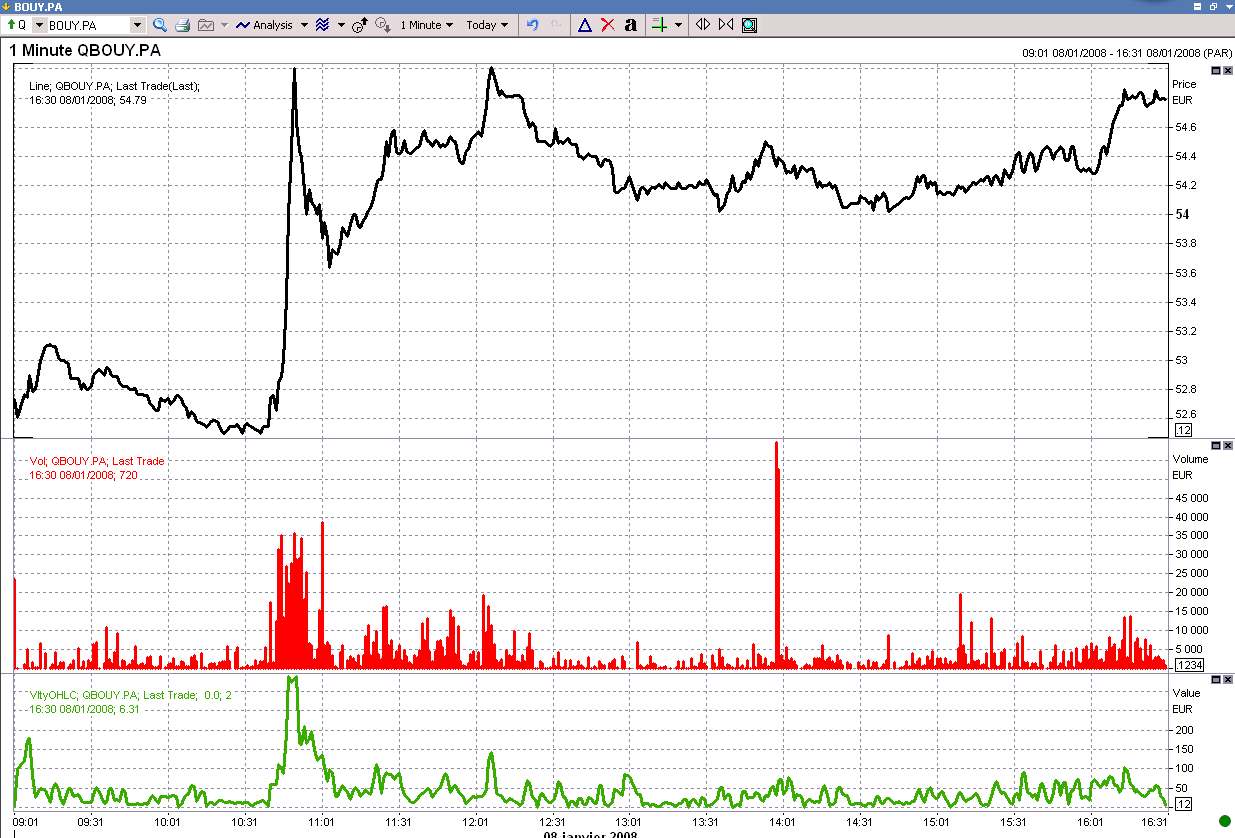 BOUY.PA
Q BOUY.PA Analysis 1 Minute Today a
1 Minute QBOUY.PA
09:01 08/01/2008 - 16:31 08/01/2008 (PAR)
Line; QBOUY.PA; Last Trade(Last);
16:30 08/01/2008; 54.79
Price
EUR
54.6
54.4
54.2
54
53.8
53.6
53.4
53.2
53
52.8
52.6
12
Vol; QBOUY.PA; Last Trade
16:30 08/01/2008; 720
Volume
EUR
45 000
40 000
35 000
30 000
25 000
20 000
15 000
10 000
5 000
1234
VltyOHLC; QBOUY.PA; Last Trade; 0.0; 2
16:30 08/01/2008; 6.31
Value
EUR
200
150
100
50
12
09:01 09:31 10:01 10:31 11:01 11:31 12:01 12:31 13:01 13:31 14:01 14:31 15:01 15:31 16:01 16:31
08 janvier 2008